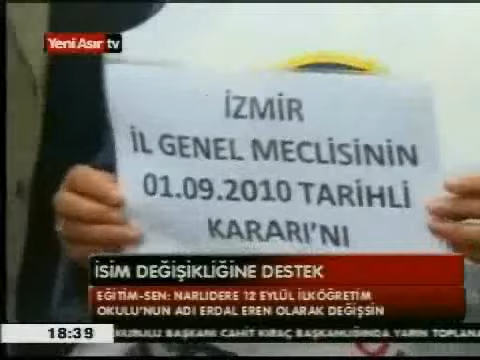 Yeni Asır tv
İZMİR
İL GENEL MECLİSİNİN
01.09.2010 TARİHLİ
KARARI'NI
İSİM DEĞİŞİKLİĞİNE DESTEK
EĞİTİM-SEN: NARLIDERE 12 EYLÜL İLKÖĞRETİM
OKULU'NUN ADI ERDAL EREN OLARAK DEĞİŞSİN
18:39 KURULU BAŞKANI CAHİT KIRAÇ BAŞKANLIĞINDA YARIN TOPLANA